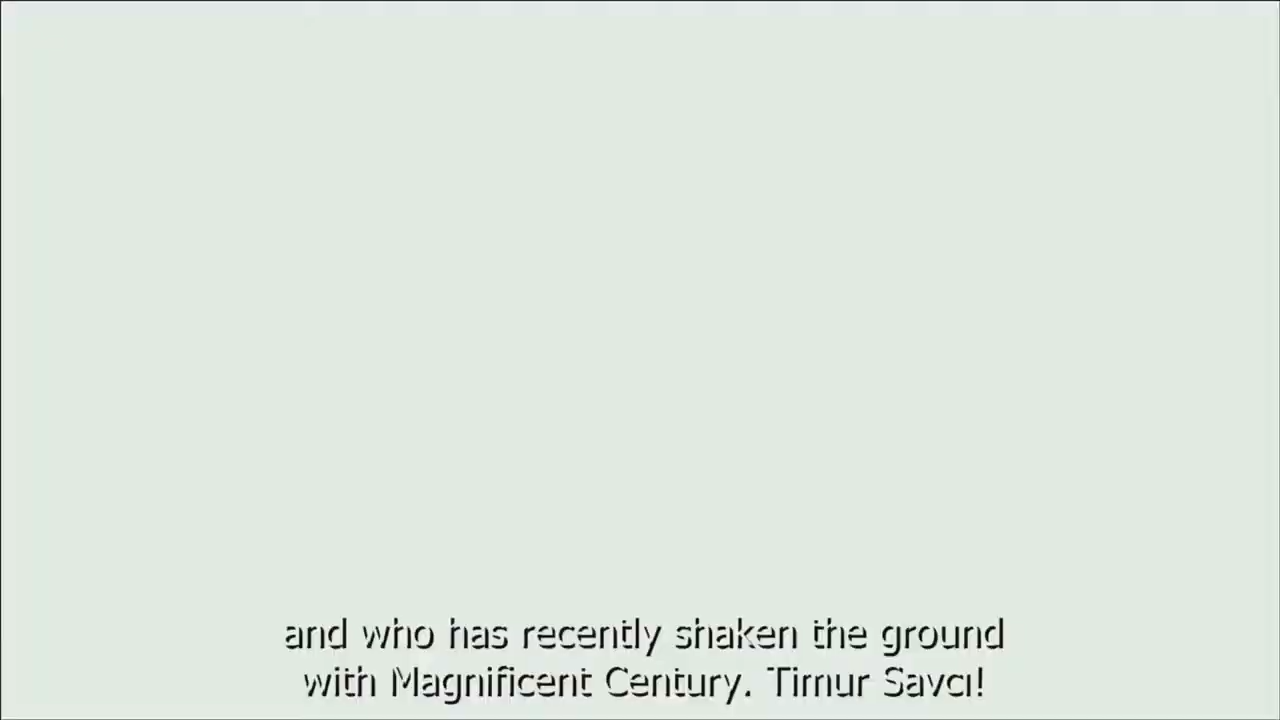 and who has recently shaken the ground
with Magnificent Century. Timur Savcı!